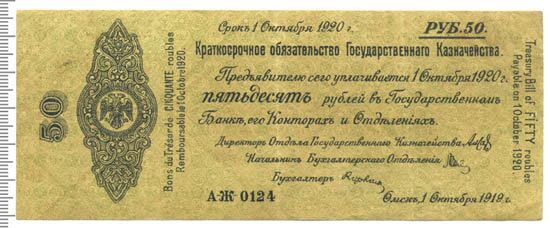 Срокъ 1 Октября 1920 г.
РУБ. 50.
Краткосрочное обязательство Государственнаго Казначейства.
Предъявителю сего уплачивается 1 Октября 1920 г.
пятьдесятъ рублей въ Государственномъ
Банкѣ, его Конторахъ и Отдѣленіяхъ.
Директоръ Отдѣла Государственнаго Казначейства
Начальникъ Бухгалтерскаго Отдѣленія
Бухгалтеръ
А-Ж 0124
Омскъ, 1 Октября 1919 г.
50
Bons du Trésor de CINQUANTE roubles
Remboursable le 1 Octobre 1920.
Treasury Bill of FIFTY roubles
Payable on 1 October 1920.